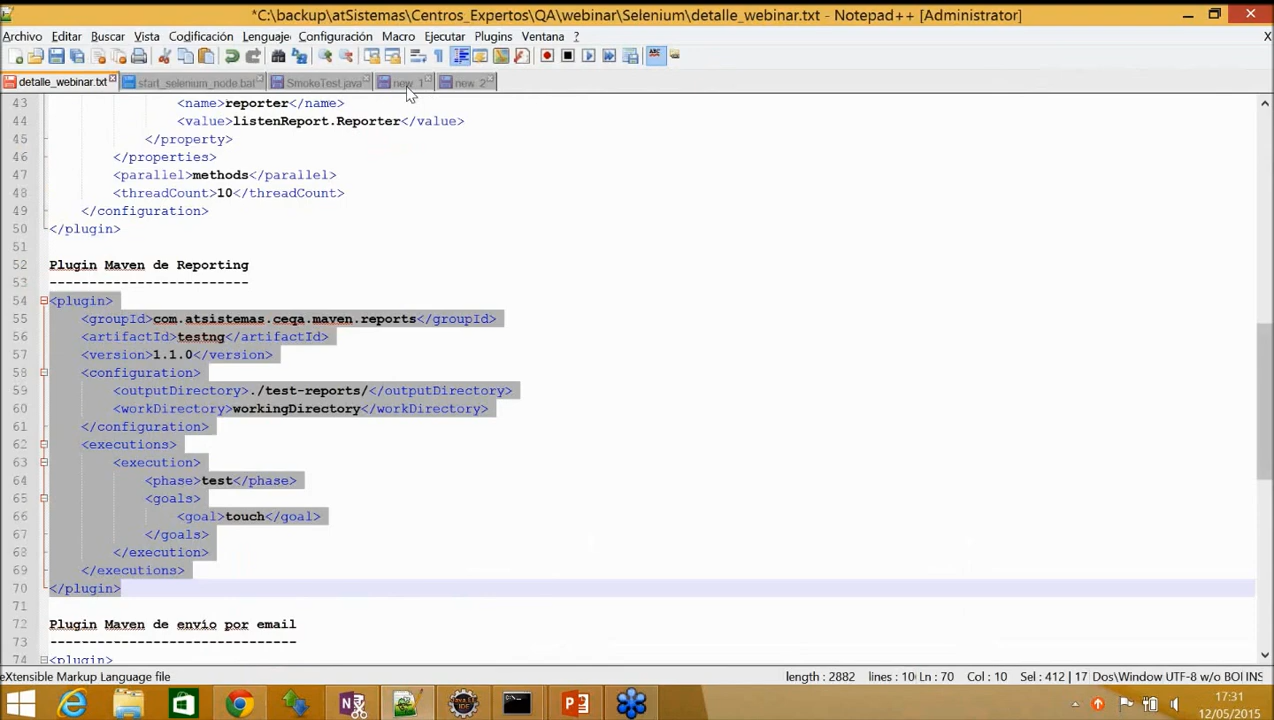 *C:\backup\atSistemas\Centros_Expertos\QA\webinar\Selenium\detalle_webinar.txt - Notepad++ [Administrator]
Archivo Editar Buscar Vista Codificación Lenguaje Configuración Macro Ejecutar Plugins Ventana ? X
detalle_webinar.txt start_selenium_node.bat SmokeTest.java new 1 new 2
43 <name>reporter</name>
44 <value>listenReport.Reporter</value>
45 </property>
46 </properties>
47 <parallel>methods</parallel>
48 <threadCount>10</threadCount>
49 </configuration>
50 </plugin>
51
52 Plugin Maven de Reporting
53 -------------------------
54 <plugin>
55 <groupId>com.atsistemas.ceqa.maven.reports</groupId>
56 <artifactId>testng</artifactId>
57 <version>1.1.0</version>
58 <configuration>
59 <outputDirectory>./test-reports/</outputDirectory>
60 <workDirectory>workingDirectory</workDirectory>
61 </configuration>
62 <executions>
63 <execution>
64 <phase>test</phase>
65 <goals>
66 <goal>touch</goal>
67 </goals>
68 </execution>
69 </executions>
70 </plugin>
71
72 Plugin Maven de envío por email
73 -------------------------------
74 <plugin>
eXtensible Markup Language file length : 2882 lines : 10 Ln : 70 Col : 10 Sel : 412 | 17 Dos\Windows UTF-8 w/o BOM INS
17:31
12/05/2015